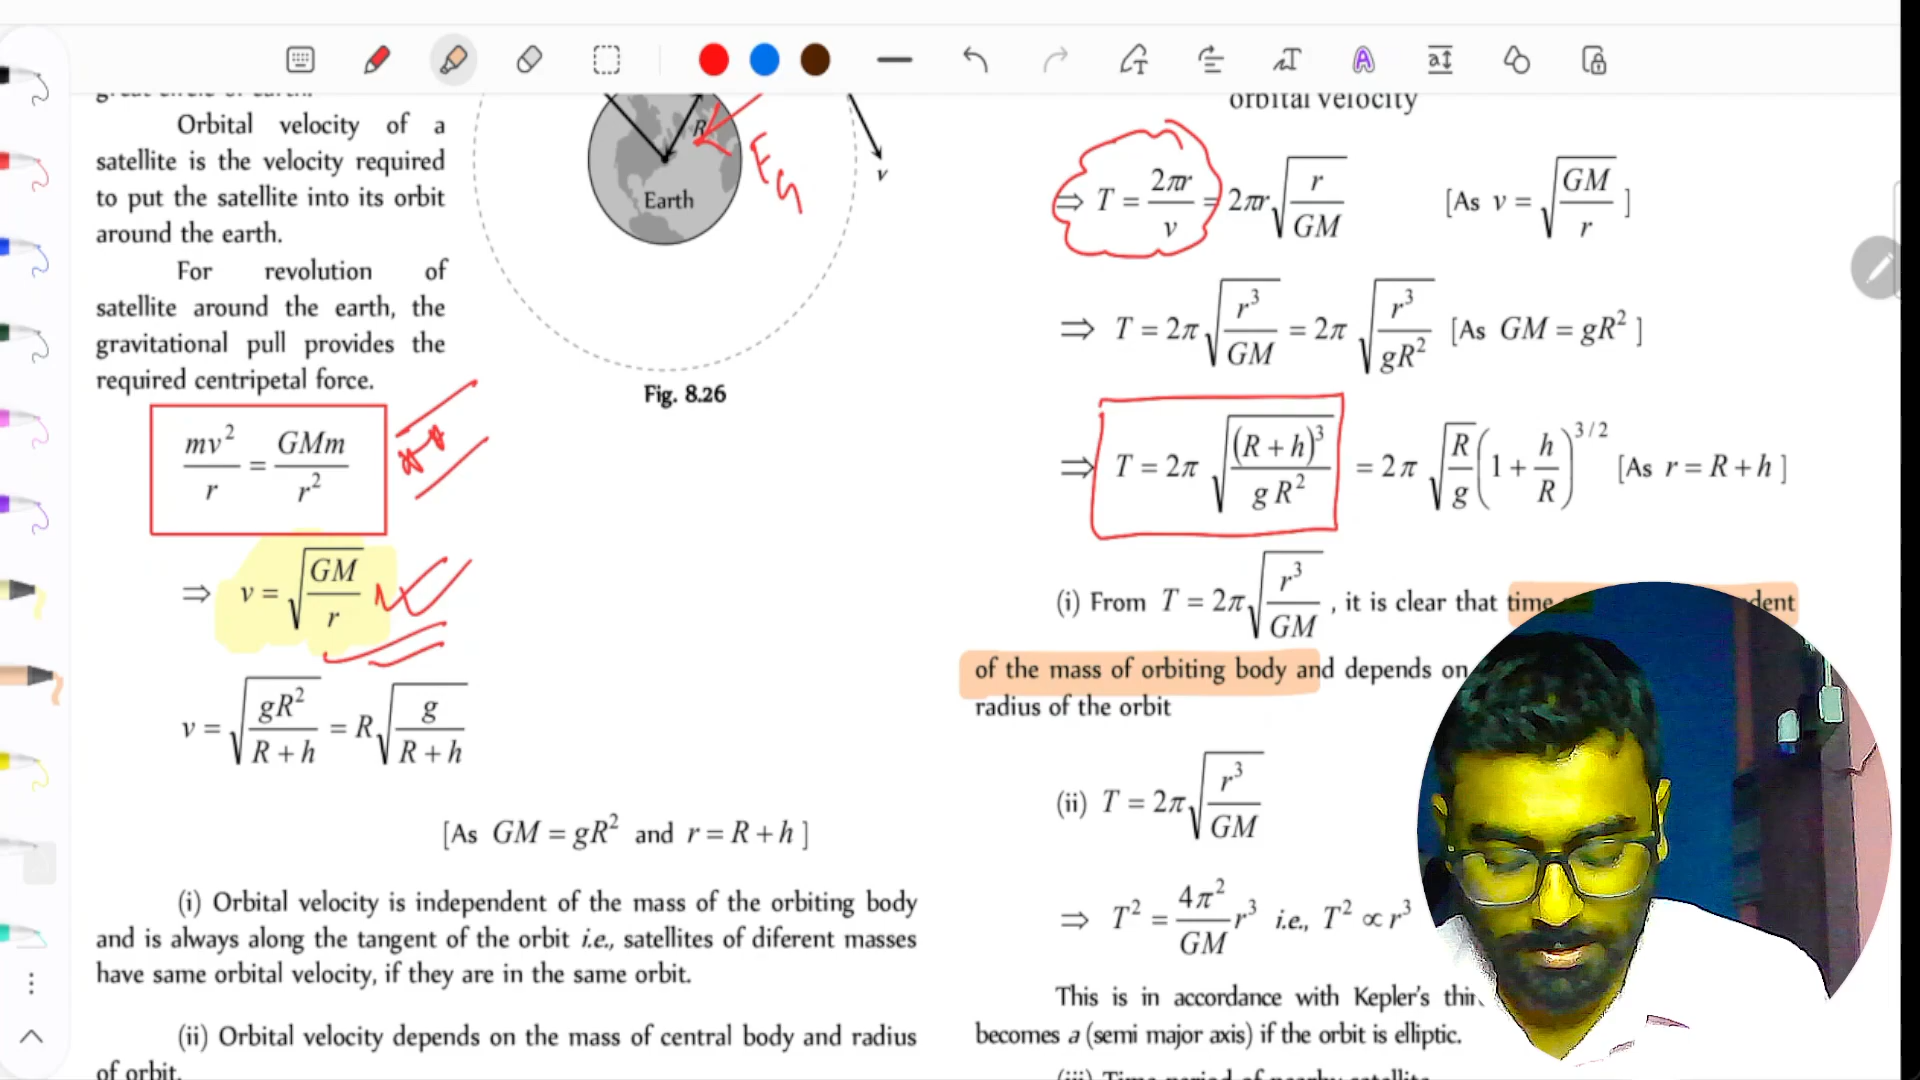 Orbital velocity of a
satellite is the velocity required
to put the satellite into its orbit
around the earth.
For revolution of
satellite around the earth, the
gravitational pull provides the
required centripetal force.
mv²/r = GMm/r²
⇒ v = √(GM/r)
v = √(gR²/(R + h)) = R√(g/(R + h))
[As GM = gR² and r = R + h ]
(i) Orbital velocity is independent of the mass of the orbiting body
and is always along the tangent of the orbit i.e., satellites of diferent masses
have same orbital velocity, if they are in the same orbit.
(ii) Orbital velocity depends on the mass of central body and radius
of orbit.
R
Earth
v
Fg
Fig. 8.26
orbital velocity
⇒ T = 2πr/v = 2πr√(r/GM) [As v = √(GM/r) ]
⇒ T = 2π√(r³/GM) = 2π √(r³/gR²) [As GM = gR² ]
⇒ T = 2π √((R + h)³/g R²) = 2π √(R/g) (1 + h/R)^3/2 [As r = R + h ]
(i) From T = 2π√(r³/GM) , it is clear that time
of the mass of orbiting body and depends on
radius of the orbit
(ii) T = 2π√(r³/GM)
⇒ T² = 4π²/GM r³ i.e., T² ∝ r³
This is in accordance with Kepler's
becomes a (semi major axis) if the orbit is elliptic.
(iii) Time period of nearby satellite